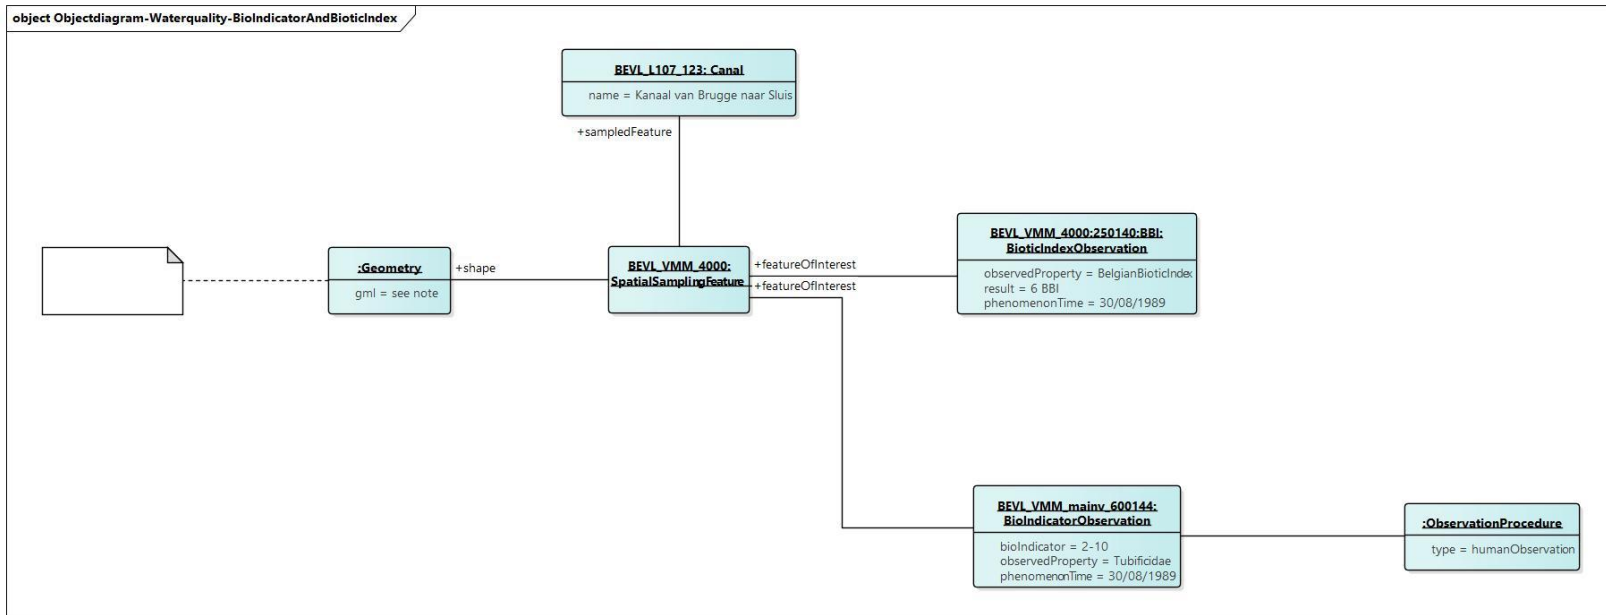 object Objectdiagram-Waterquality-BioIndicatorAndBioticIndex
BEVL_L107_123: Canal
name = Kanaal van Brugge naar Sluis
+sampledFeature
:Geometry
gml = see note
+shape
BEVL_VMM_4000:
SpatialSamplingFeature
+featureOfInterest
+featureOfInterest
BEVL_VMM_4000:250140:BBI:
BioticIndexObservation
observedProperty = BelgianBioticIndex
result = 6 BBI
phenomenonTime = 30/08/1989
BEVL_VMM_mainv_600144:
BioIndicatorObservation
bioIndicator = 2-10
observedProperty = Tubificidae
phenomenonTime = 30/08/1989
:ObservationProcedure
type = humanObservation